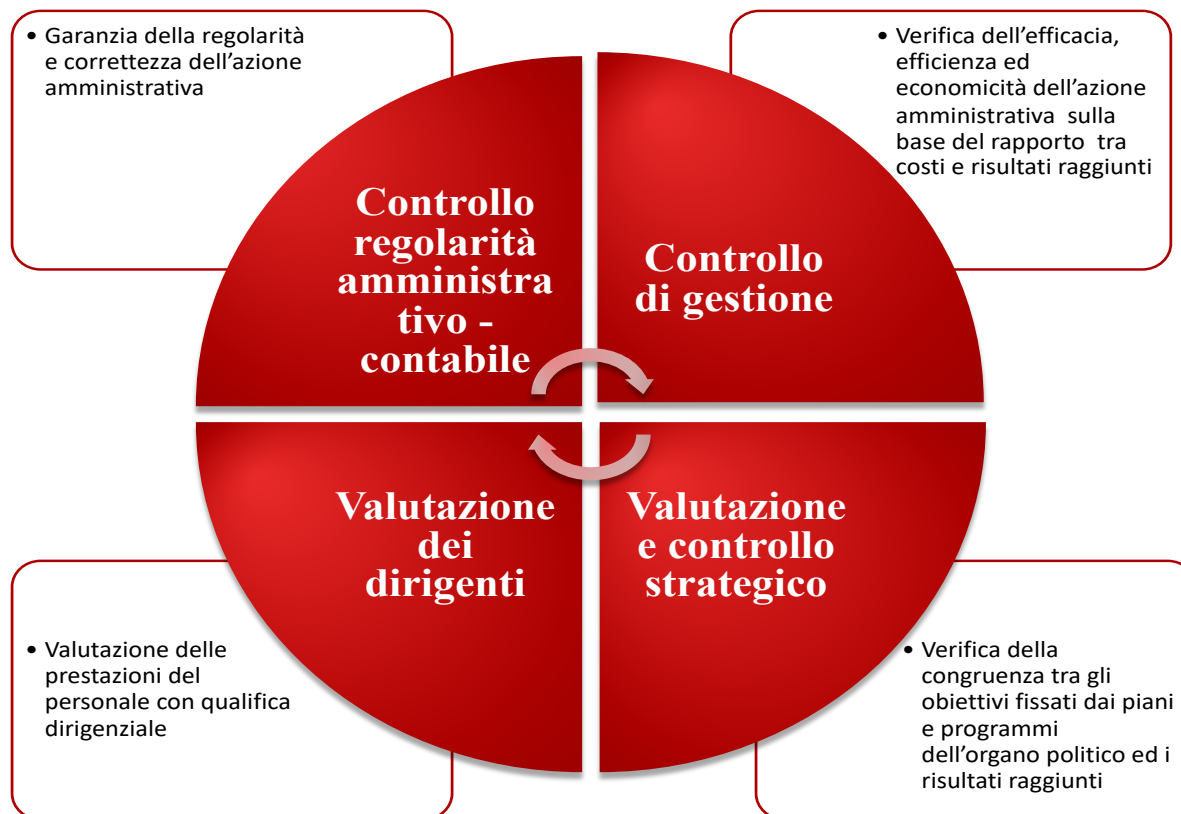 • Garanzia della regolarità
e correttezza dell’azione
amministrativa
• Verifica dell’efficacia,
efficienza ed
economicità dell’azione
amministrativa sulla
base del rapporto tra
costi e risultati raggiunti
Controllo
regolarità
amministra
tivo -
contabile
Controllo
di gestione
Valutazione
dei
dirigenti
Valutazione
e controllo
strategico
• Valutazione delle
prestazioni del
personale con qualifica
dirigenziale
• Verifica della
congruenza tra gli
obiettivi fissati dai piani
e programmi
dell’organo politico ed i
risultati raggiunti